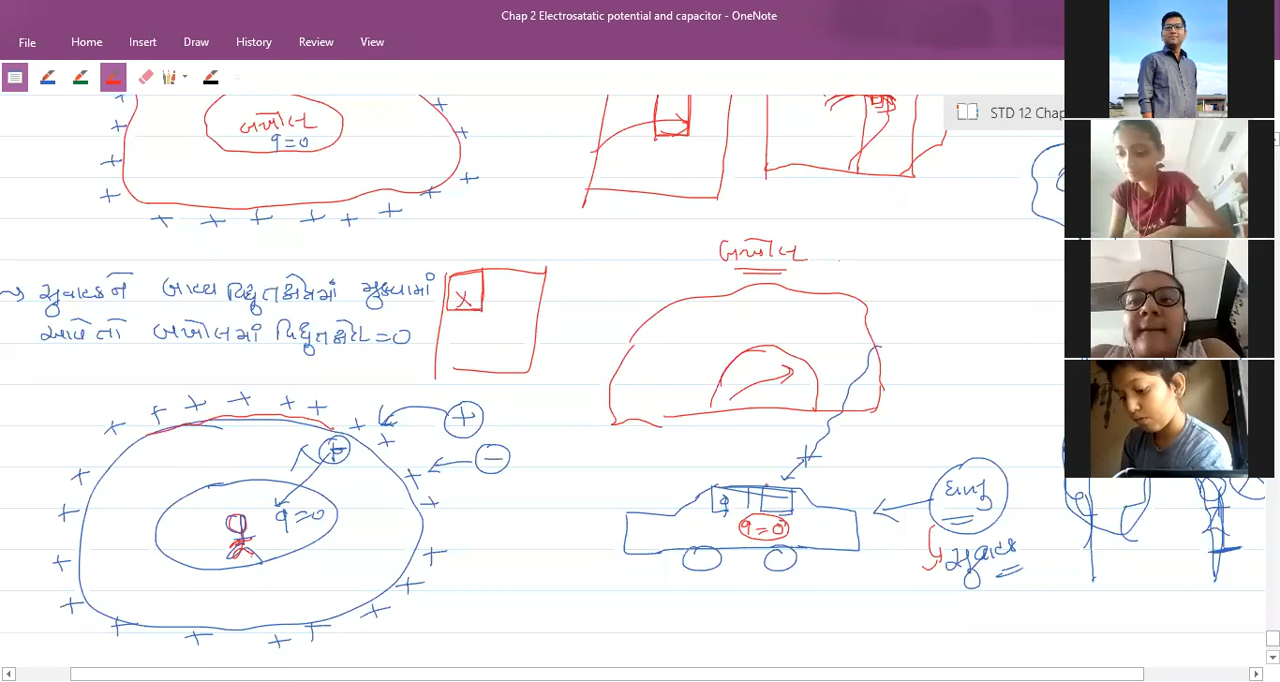 Chap 2 Electrosatatic potential and capacitor - OneNote
File Home Insert Draw History Review View
STD 12 Chap
બખોલ
q=0
બખોલ
→ સુવાહકને બાહ્ય વિદ્યુતક્ષેત્રમાં મુકવામાં
આવે તો બખોલમાં વિદ્યુતક્ષેત્ર=0
x
+
−
q=0
q=0
ધાતુ
સુવાહક